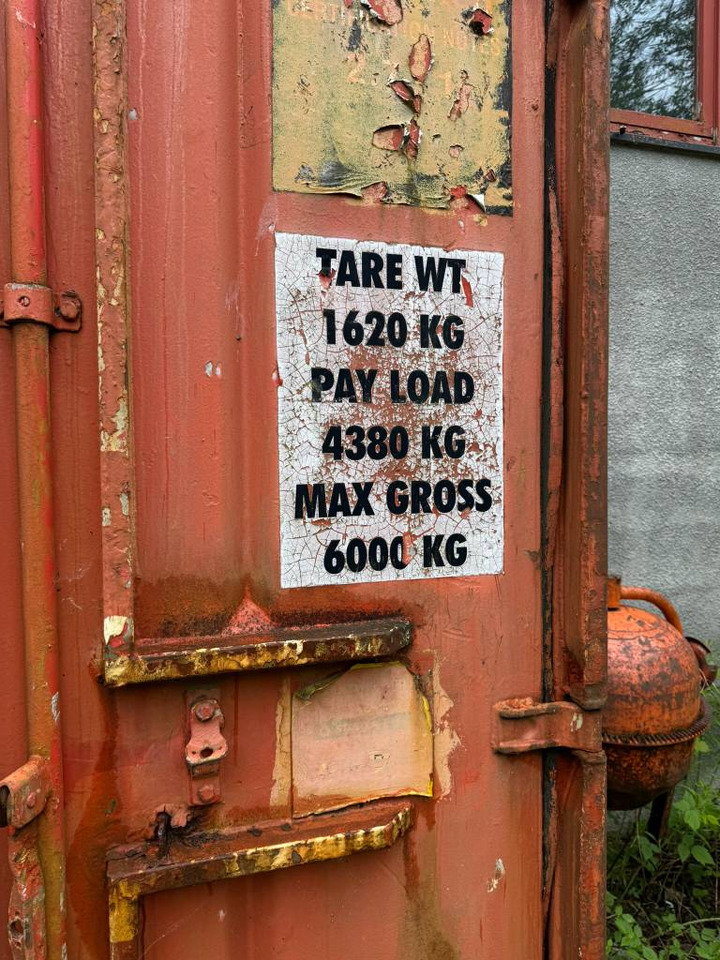 TARE WT
1620 KG
PAY LOAD
4380 KG
MAX GROSS
6000 KG